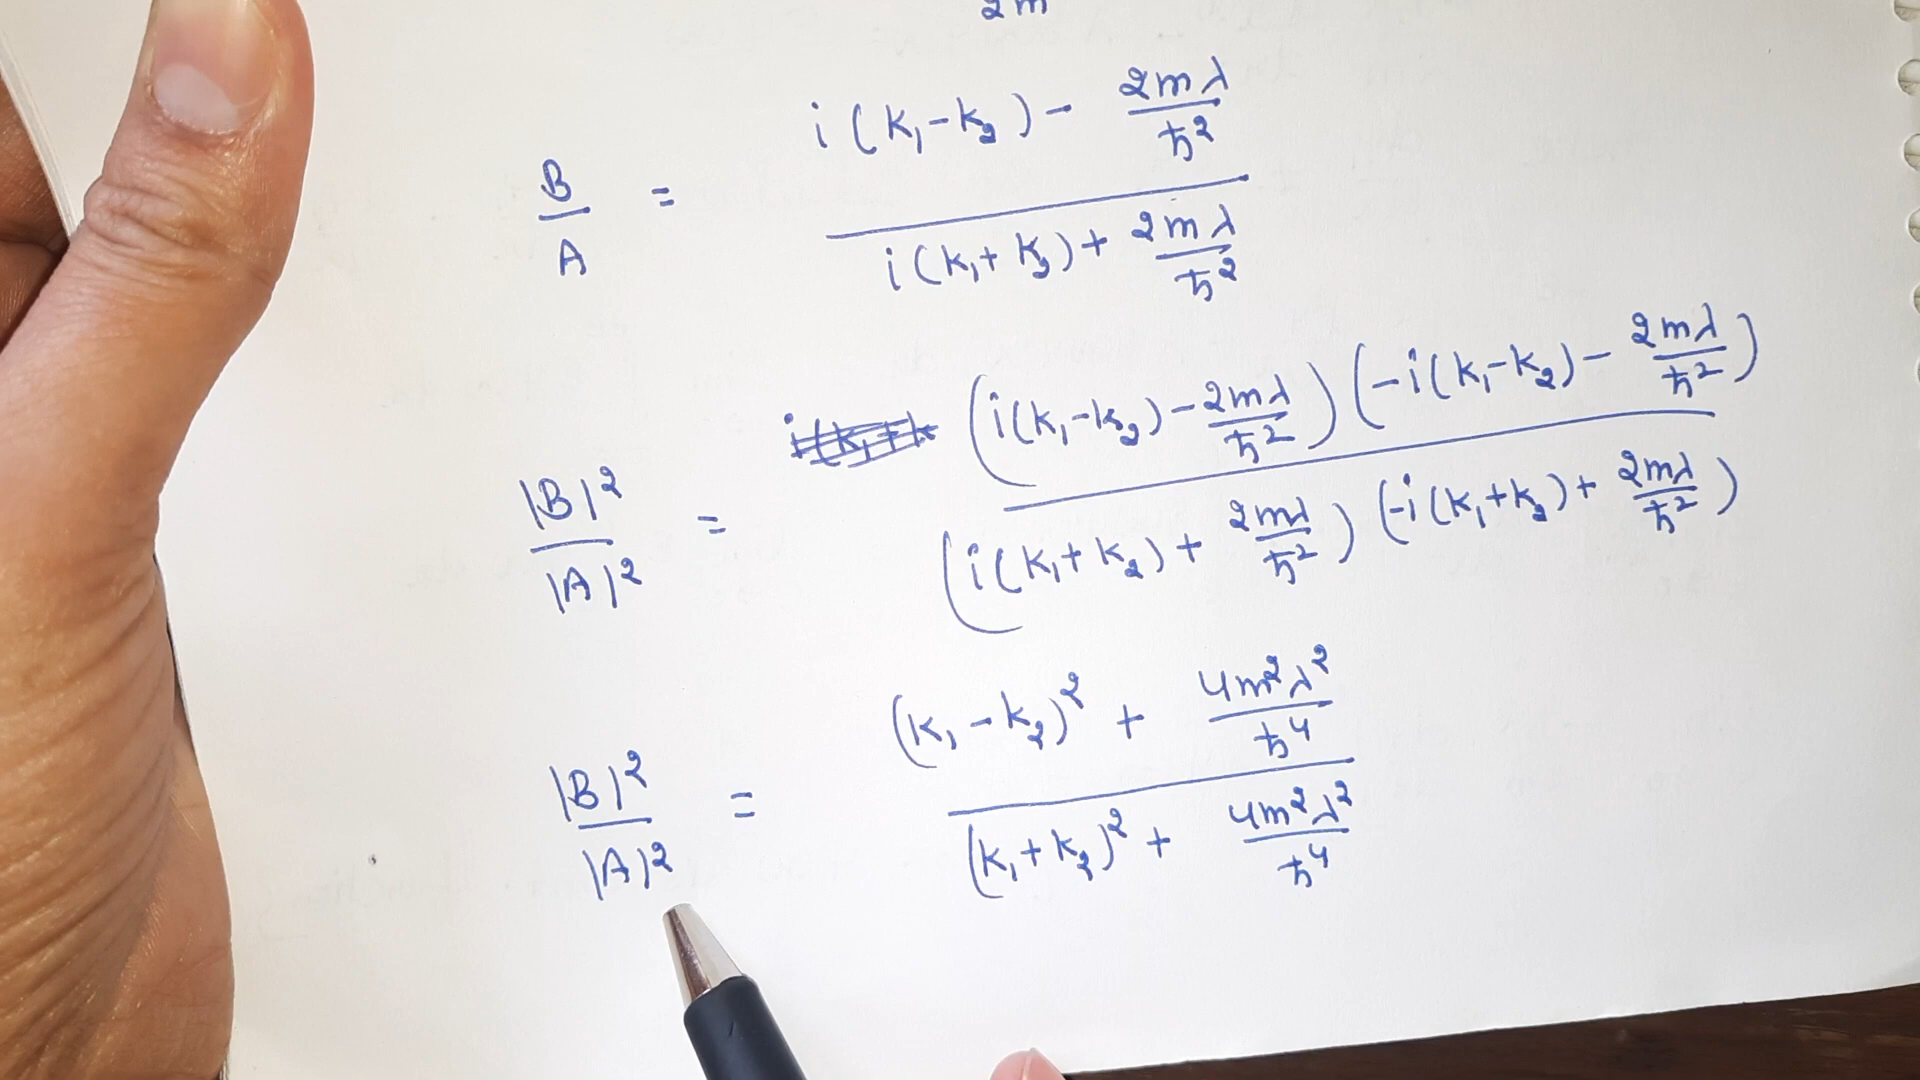 2m
B/A = (i(k₁-k₂) - 2mλ/ħ²) / (i(k₁+k₂) + 2mλ/ħ²)
|B|²/|A|² = (i(k₁-k₂) - 2mλ/ħ²)(-i(k₁-k₂) - 2mλ/ħ²) / (i(k₁+k₂) + 2mλ/ħ²)(-i(k₁+k₂) + 2mλ/ħ²)
|B|²/|A|² = ((k₁-k₂)² + 4m²λ²/ħ⁴) / ((k₁+k₂)² + 4m²λ²/ħ⁴)